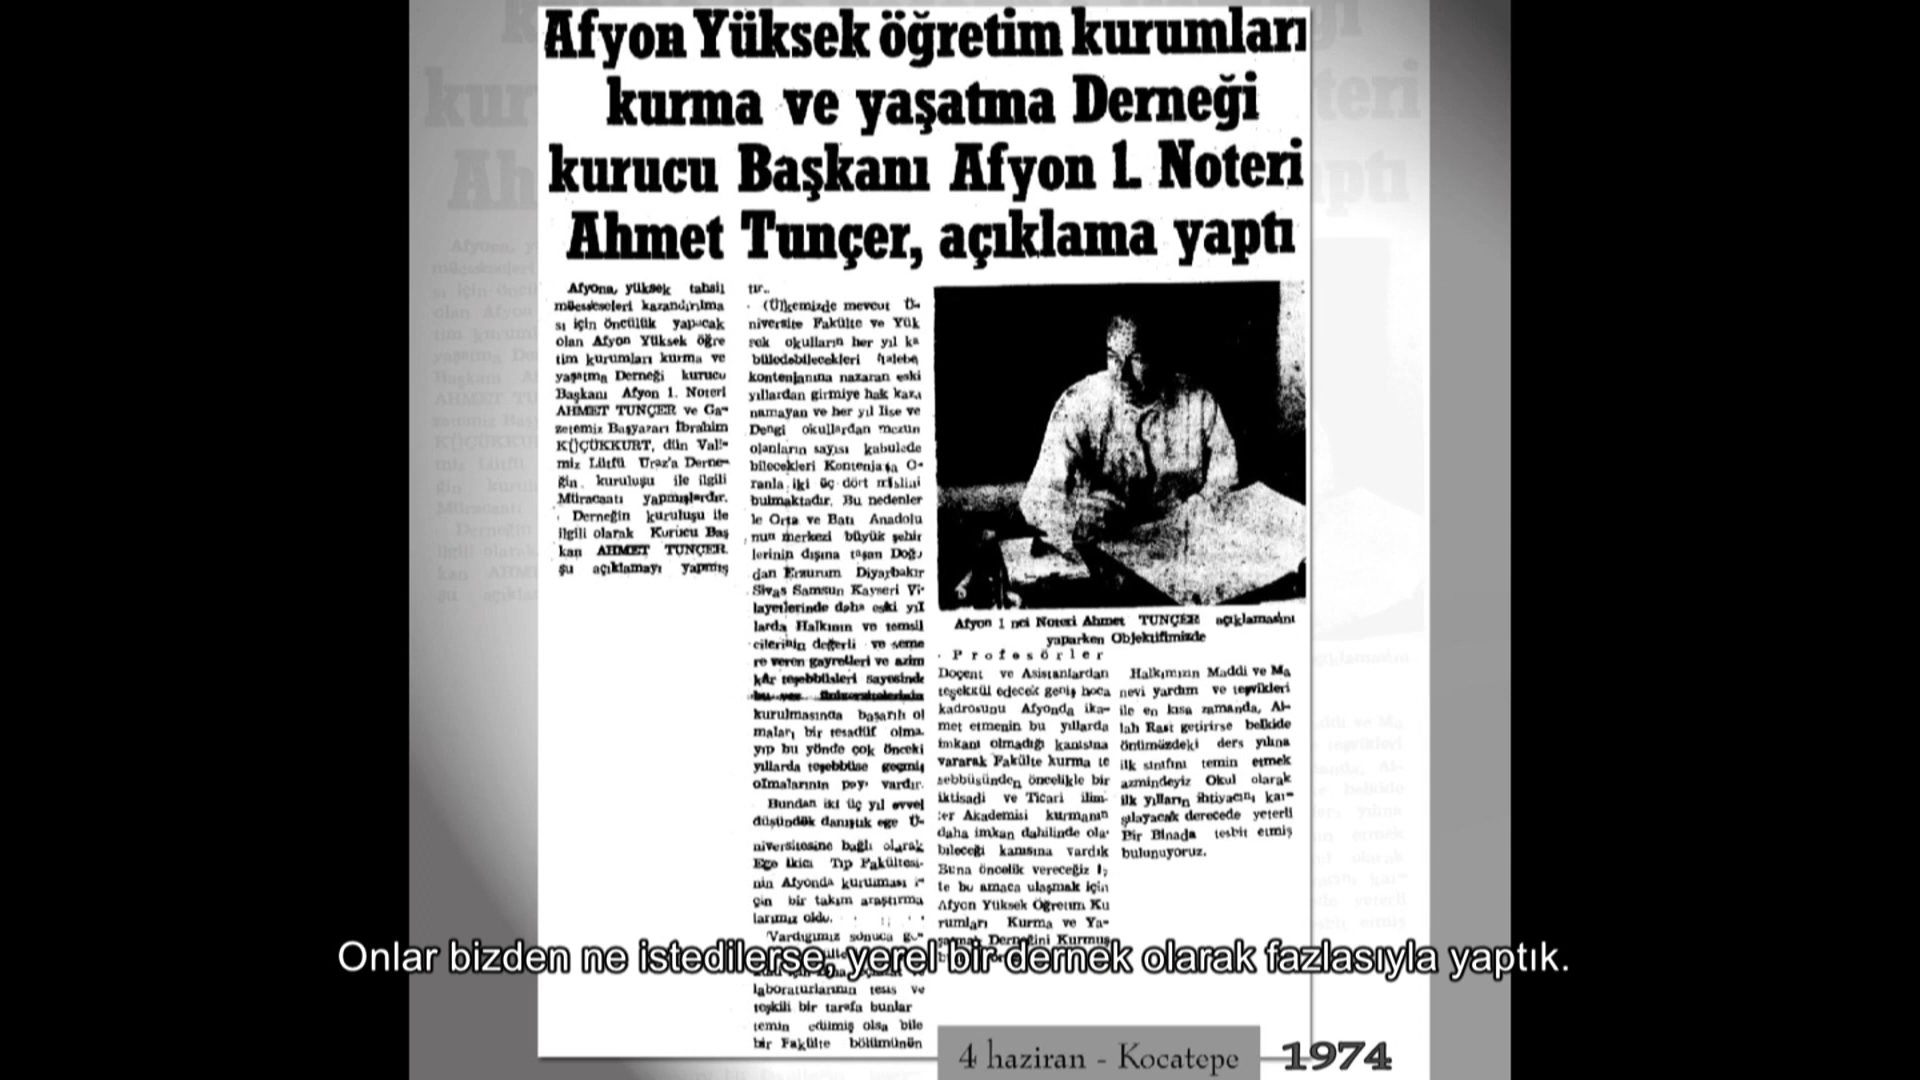 Afyon Yüksek öğretim kurumları
kurma ve yaşatma Derneği
kurucu Başkanı Afyon 1. Noteri
Ahmet Tunçer, açıklama yaptı
Afyona, yüksek tahsil
müesseseleri kazandırılma
sı için öncülük yapacak
olan Afyon Yüksek öğre
tim kurumları kurma ve
yaşatma Derneği kurucu
Başkanı Afyon 1. Noteri
AHMET TUNÇER ve Ga-
zetemiz Başyazarı İbrahim
KÜÇÜKKURT, dün Vali-
miz Lütfü Uraz'a Derne-
ğin. kuruluşu ile ilgili
Müracaatı yapmışlardır.
Derneğin kuruluşu ile
ilgili olarak Kurucu Baş
kan AHMET TUNÇER.
şu açıklamayı yapmış
tır..
(Ülkemizde mevcut Ü-
niversite Fakülte ve Yük
sek okulların her yıl ka
büledebilecekleri talebe
kontenjanına nazaran eski
yıllardan girmiye hak kaza
namayan ve her yıl lise ve
Dengi okullardan mezun
olanların sayısı kabulede
bilecekleri Kontenjana O-
ranla iki üç dört mislini
bulmaktadır. Bu nedenler
le Orta ve Batı Anadolu
nun merkezi büyük şehir
lerinin dışına taşan Doğu
dan Erzurum Diyarbakır
Sivas Samsun Kayseri Vi-
layetlerinde daha eski yıl
larda Halkının ve temsil
cilerinin değerli ve seme
re veren gayretleri ve azim
kâr teşebbüsleri sayesinde
kurulmasında başarılı ol
maları bir tesadüf olma
yıp bu yönde çok önceki
yıllarda teşebbüse geçmiş
olmalarının payı vardır.
Bundan iki üç yıl evvel
düşündük danıştık ege Ü-
niversitesine bağlı olarak
Ege İkici Tıp Fakültesi-
nin Afyonda kurulması i-
çin bir takım araştırma
larımız oldu.
Vardığımız sonuca
laboratuvarlarının tesis ve
teşkili bir tarafa bunlar
temin edilmiş olsa bile
bir Fakülte bölümünün
Afyon 1 nci Noteri Ahmet TUNÇER açıklamasını
yaparken Objektifimizde
Profesörler
Doçent ve Asistanlardan
teşekkül edecek geniş hoca
kadrosunu Afyonda ika-
met etmenin bu yıllarda
imkanı olmadığı kanısına
vararak Fakülte kurma te
şebbüsünden öncelikle bir
iktisadi ve Ticari ilim-
ler Akademisi kurmanın
daha imkan dahilinde ola-
bileceği kanısına vardık
Buna öncelik vereceğiz İş
te bu amaca ulaşmak için
Afyon Yüksek Öğretim Ku
rumları Kurma ve Ya-
şatmak Derneğini Kurmuş
Halkımızın Maddi ve Ma
nevi yardım ve teşvikleri
ile en kısa zamanda, Al-
lah Rast getirirse belkide
önümüzdeki ders yılına
ilk sınıfını temin etmek
azmindeyiz Okul olarak
ilk yılların ihtiyacını kar-
şılayacak derecede yeterli
Bir Binada tesbit etmiş
bulunuyoruz.
Onlar bizden ne istedilerse, yerel bir dernek olarak fazlasıyla yaptık.
4 haziran - Kocatepe 1974